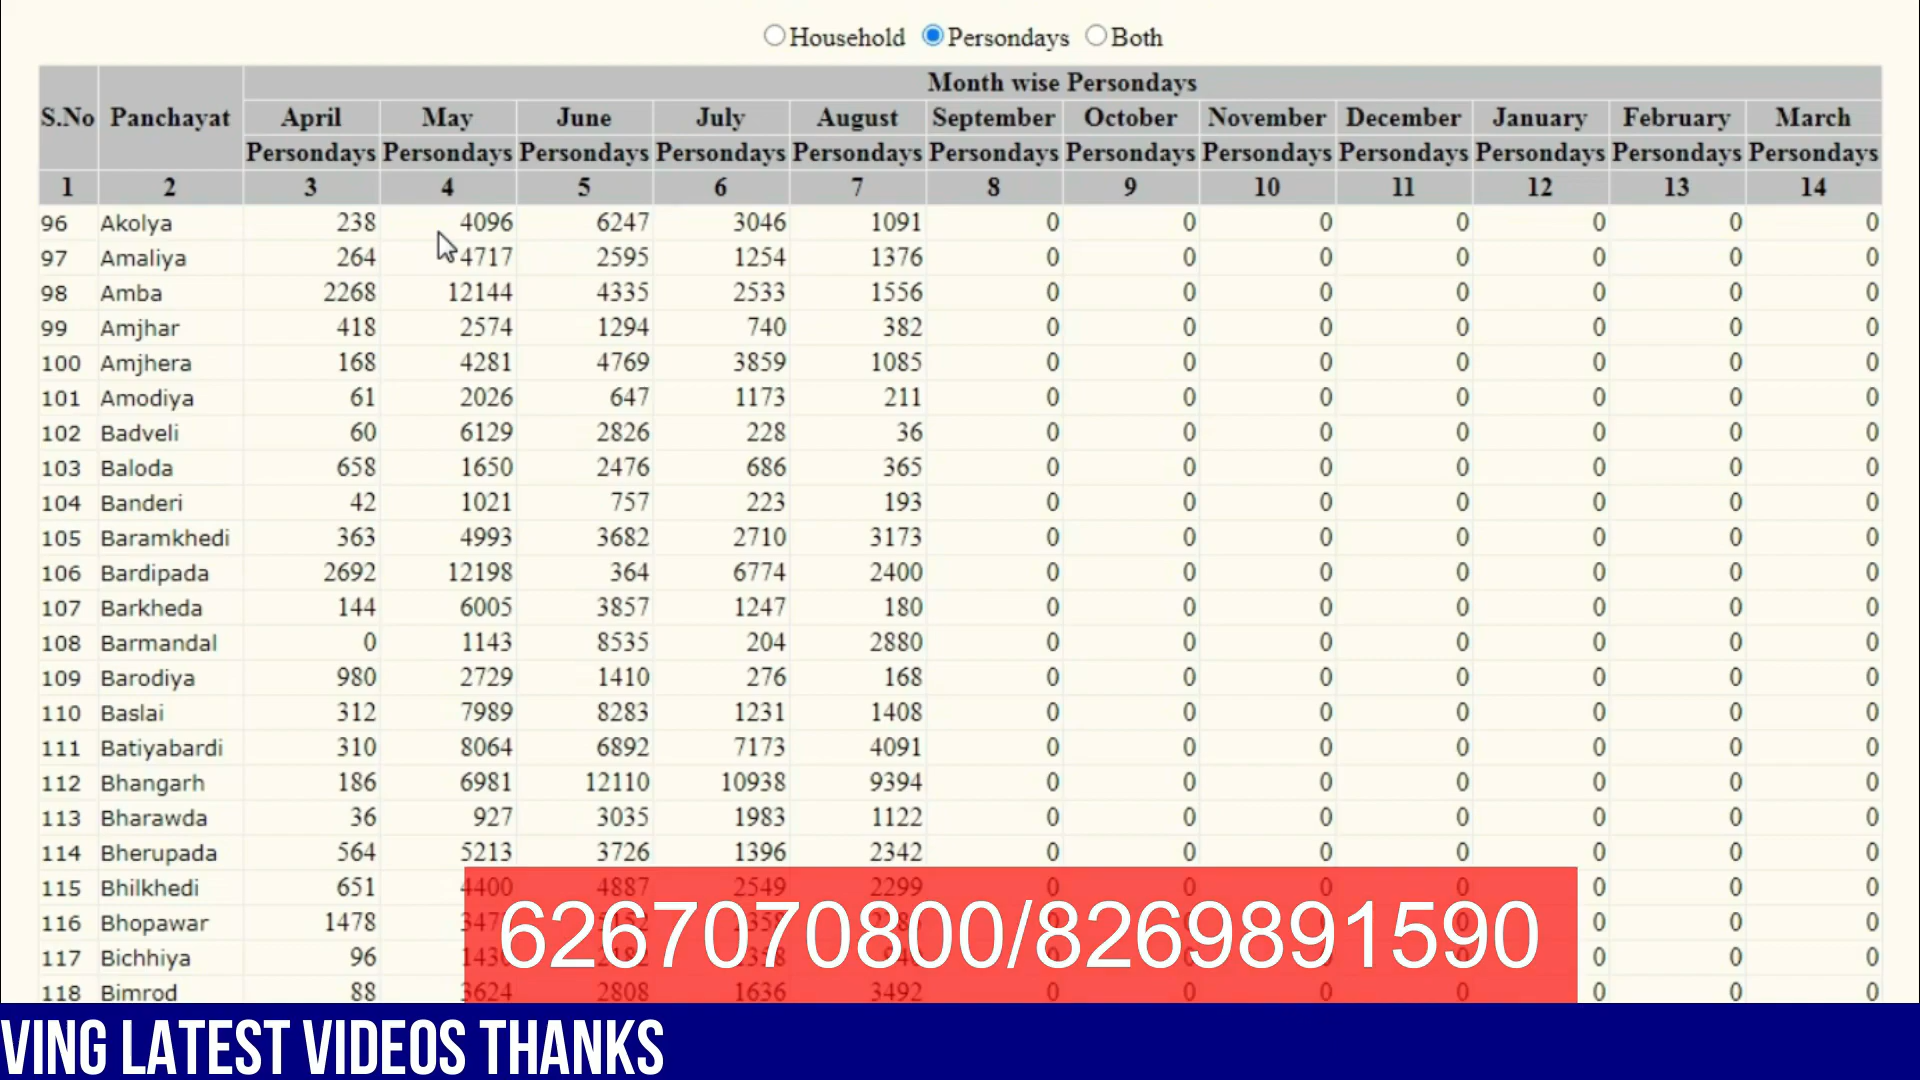 Household Persondays Both
Month wise Persondays
S.No Panchayat April May June July August September October November December January February March
Persondays Persondays Persondays Persondays Persondays Persondays Persondays Persondays Persondays Persondays Persondays Persondays
1 2 3 4 5 6 7 8 9 10 11 12 13 14
96 Akolya 238 4096 6247 3046 1091 0 0 0 0 0 0 0
97 Amaliya 264 4717 2595 1254 1376 0 0 0 0 0 0 0
98 Amba 2268 12144 4335 2533 1556 0 0 0 0 0 0 0
99 Amjhar 418 2574 1294 740 382 0 0 0 0 0 0 0
100 Amjhera 168 4281 4769 3859 1085 0 0 0 0 0 0 0
101 Amodiya 61 2026 647 1173 211 0 0 0 0 0 0 0
102 Badveli 60 6129 2826 228 36 0 0 0 0 0 0 0
103 Baloda 658 1650 2476 686 365 0 0 0 0 0 0 0
104 Banderi 42 1021 757 223 193 0 0 0 0 0 0 0
105 Baramkhedi 363 4993 3682 2710 3173 0 0 0 0 0 0 0
106 Bardipada 2692 12198 364 6774 2400 0 0 0 0 0 0 0
107 Barkheda 144 6005 3857 1247 180 0 0 0 0 0 0 0
108 Barmandal 0 1143 8535 204 2880 0 0 0 0 0 0 0
109 Barodiya 980 2729 1410 276 168 0 0 0 0 0 0 0
110 Baslai 312 7989 8283 1231 1408 0 0 0 0 0 0 0
111 Batiyabardi 310 8064 6892 7173 4091 0 0 0 0 0 0 0
112 Bhangarh 186 6981 12110 10938 9394 0 0 0 0 0 0 0
113 Bharawda 36 927 3035 1983 1122 0 0 0 0 0 0 0
114 Bherupada 564 5213 3726 1396 2342 0 0 0 0 0 0 0
115 Bhilkhedi 651 4400 4887 2549 2299 0 0 0 0 0 0 0
116 Bhopawar 1478 0 0 0
117 Bichhiya 96 0 0 0
118 Bimrod 88 3624 2808 1636 3492 0 0 0 0 0 0 0
6267070800/8269891590
VING LATEST VIDEOS THANKS